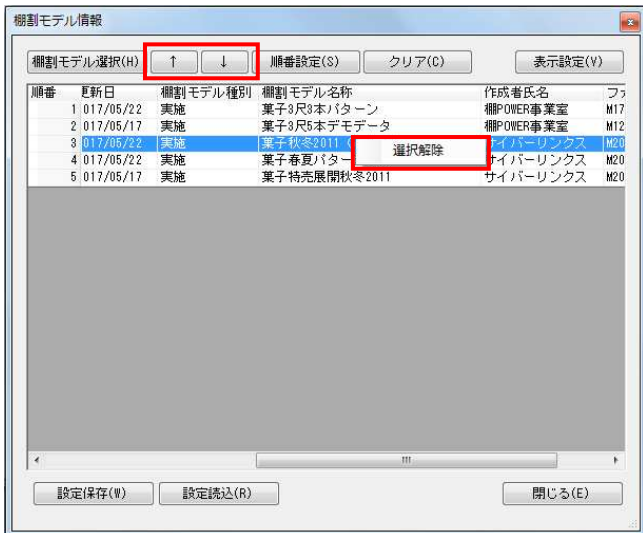 棚割モデル情報
棚割モデル選択(H) ↑ ↓ 順番設定(S) クリア(C) 表示設定(V)
順番 更新日 棚割モデル種別 棚割モデル名称 作成者氏名
1 017/05/22 実施 菓子3尺3本パターン 棚POWER事業室 M17
2 017/05/17 実施 菓子3尺5本デモデータ 棚POWER事業室 M12
3 017/05/22 実施 菓子秋冬2011 選択解除 サイバーリンクス M20
4 017/05/22 実施 菓子春夏パター サイバーリンクス M20
5 017/05/17 実施 菓子特売展開秋冬2011 サイバーリンクス M20
設定保存(W) 設定読込(R) 閉じる(E)